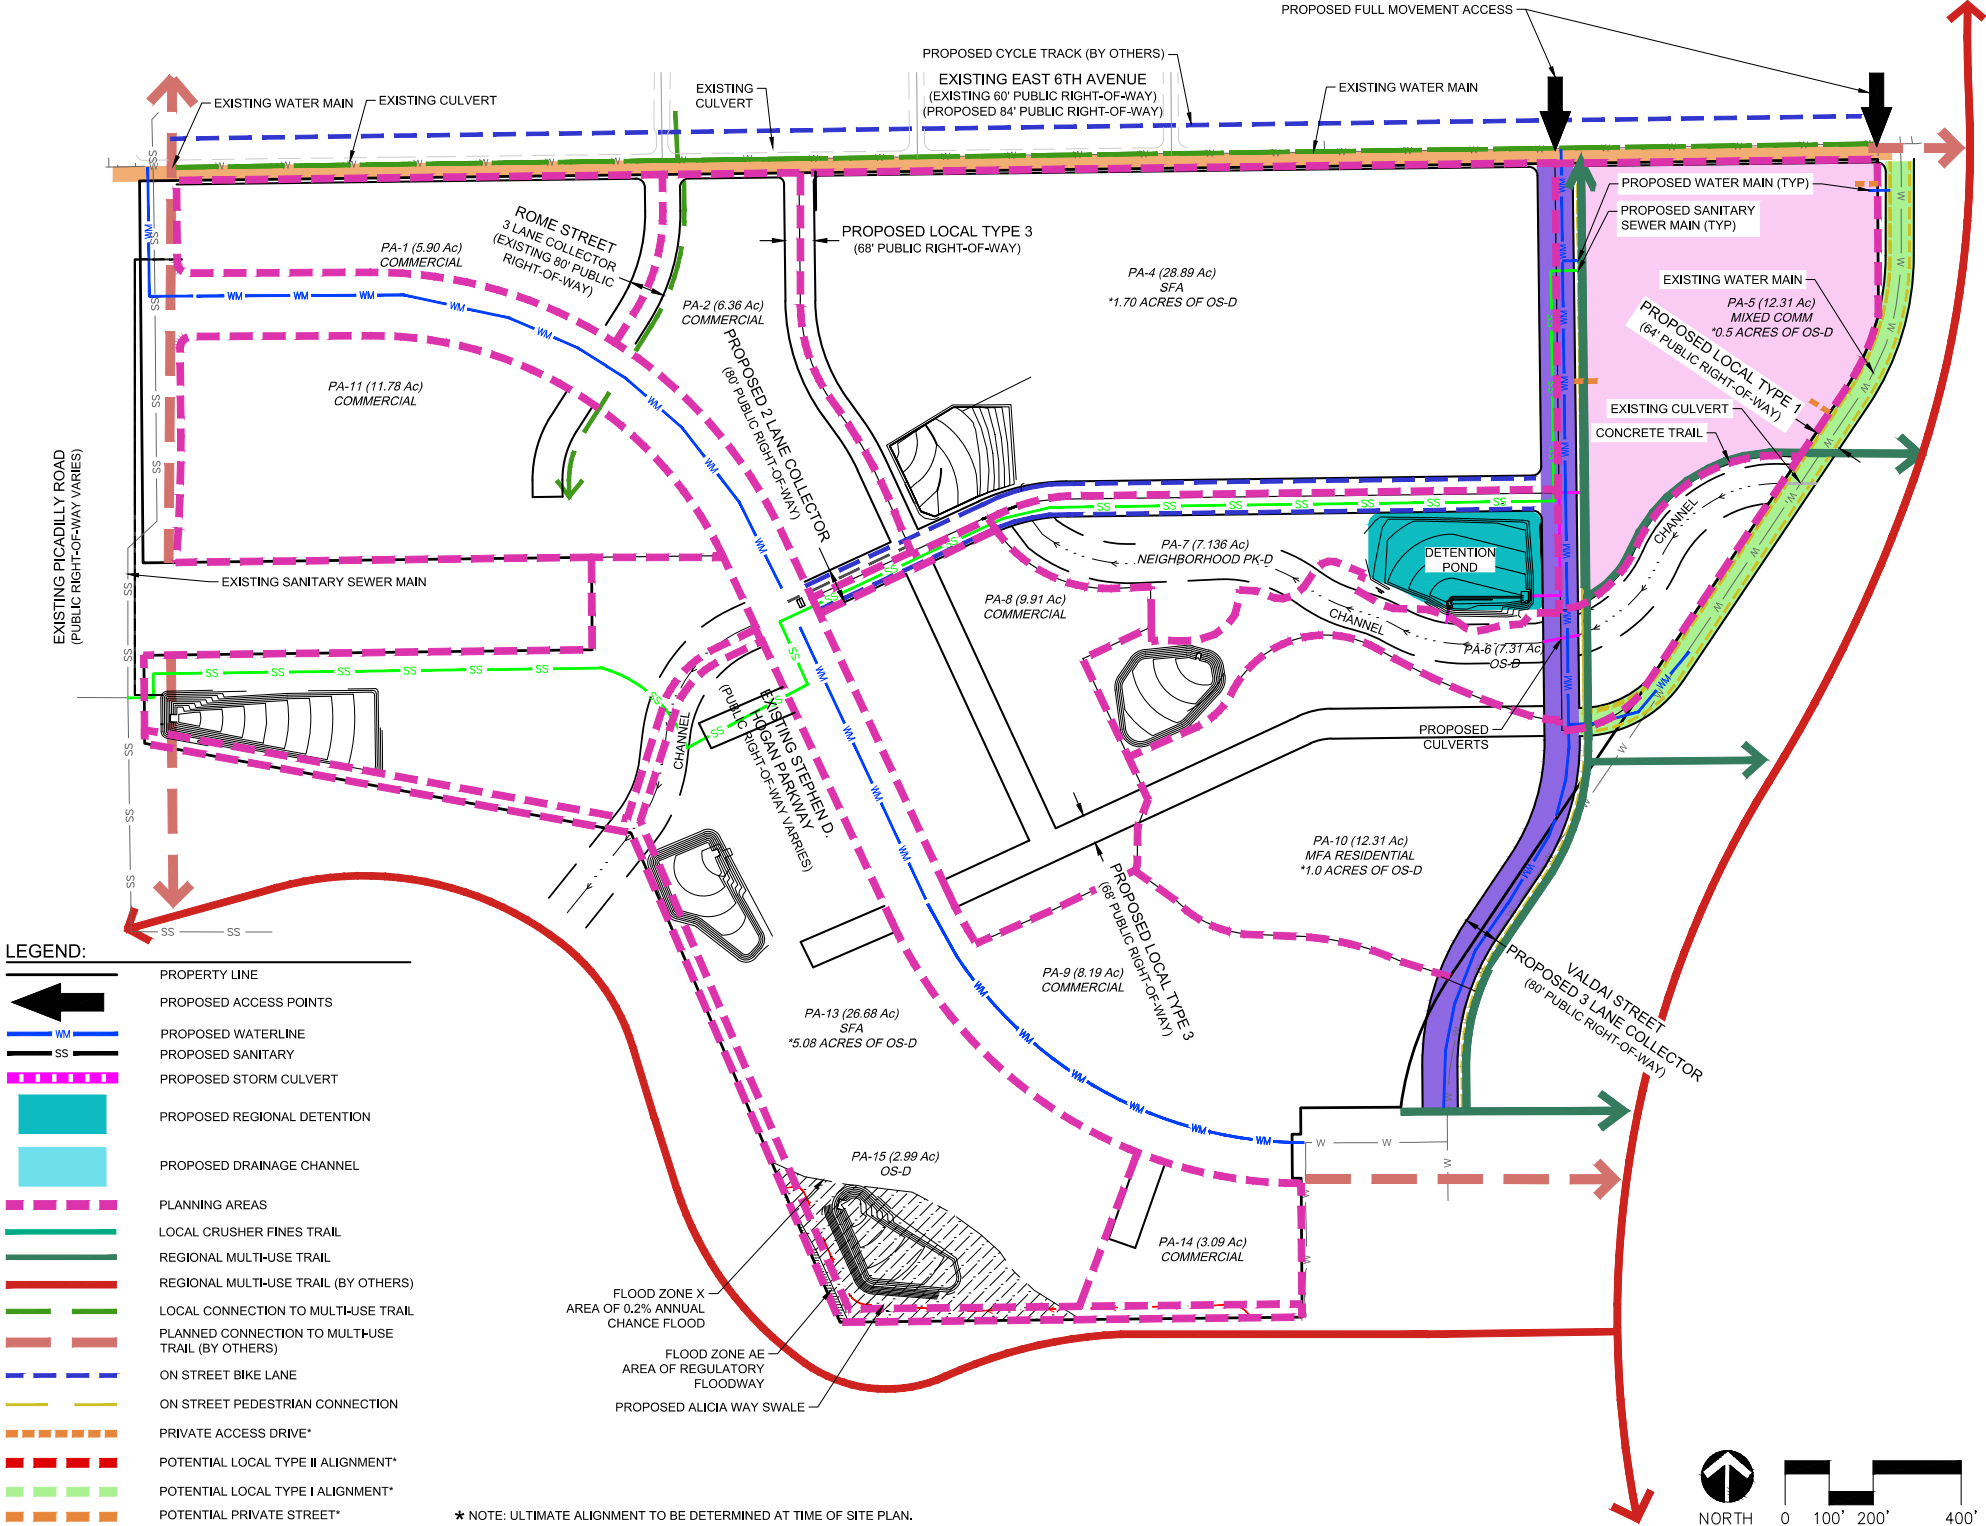 PROPOSED FULL MOVEMENT ACCESS
PROPOSED CYCLE TRACK (BY OTHERS)
EXISTING EAST 6TH AVENUE
(EXISTING 60' PUBLIC RIGHT-OF-WAY)
(PROPOSED 84' PUBLIC RIGHT-OF-WAY)
EXISTING WATER MAIN
EXISTING CULVERT
EXISTING
CULVERT
EXISTING WATER MAIN
PROPOSED WATER MAIN (TYP)
PROPOSED SANITARY
SEWER MAIN (TYP)
ROME STREET
3 LANE COLLECTOR
(EXISTING 80' PUBLIC
RIGHT-OF-WAY)
PROPOSED LOCAL TYPE 3
(68' PUBLIC RIGHT-OF-WAY)
PA-1 (5.90 Ac)
COMMERCIAL
PA-2 (6.36 Ac)
COMMERCIAL
PA-4 (28.89 Ac)
SFA
*1.70 ACRES OF OS-D
EXISTING WATER MAIN
PA-5 (12.31 Ac)
MIXED COMM
*0.5 ACRES OF OS-D
PROPOSED LOCAL TYPE 1
(64' PUBLIC RIGHT-OF-WAY)
EXISTING CULVERT
CONCRETE TRAIL
CHANNEL
PA-11 (11.78 Ac)
COMMERCIAL
PROPOSED 2 LANE COLLECTOR
(80' PUBLIC RIGHT-OF-WAY)
EXISTING PICADILLY ROAD
(PUBLIC RIGHT-OF-WAY VARIES)
EXISTING SANITARY SEWER MAIN
PA-7 (7.136 Ac)
NEIGHBORHOOD PK-D
DETENTION
POND
PA-8 (9.91 Ac)
COMMERCIAL
CHANNEL
PA-6 (7.31 Ac)
OS-D
PROPOSED
CULVERTS
CHANNEL
EXISTING STEPHEN D.
HOGAN PARKWAY
(PUBLIC RIGHT-OF-WAY VARRIES)
PA-10 (12.31 Ac)
MFA RESIDENTIAL
*1.0 ACRES OF OS-D
PROPOSED LOCAL TYPE 3
(68' PUBLIC RIGHT-OF-WAY)
VALDAI STREET
PROPOSED 3 LANE COLLECTOR
(80' PUBLIC RIGHT-OF-WAY)
PA-9 (8.19 Ac)
COMMERCIAL
PA-13 (26.68 Ac)
SFA
*5.08 ACRES OF OS-D
PA-15 (2.99 Ac)
OS-D
PA-14 (3.09 Ac)
COMMERCIAL
FLOOD ZONE X
AREA OF 0.2% ANNUAL
CHANCE FLOOD
FLOOD ZONE AE
AREA OF REGULATORY
FLOODWAY
PROPOSED ALICIA WAY SWALE
LEGEND:
PROPERTY LINE
PROPOSED ACCESS POINTS
WM PROPOSED WATERLINE
SS PROPOSED SANITARY
PROPOSED STORM CULVERT
PROPOSED REGIONAL DETENTION
PROPOSED DRAINAGE CHANNEL
PLANNING AREAS
LOCAL CRUSHER FINES TRAIL
REGIONAL MULTI-USE TRAIL
REGIONAL MULTI-USE TRAIL (BY OTHERS)
LOCAL CONNECTION TO MULTI-USE TRAIL
PLANNED CONNECTION TO MULTI-USE
TRAIL (BY OTHERS)
ON STREET BIKE LANE
ON STREET PEDESTRIAN CONNECTION
PRIVATE ACCESS DRIVE*
POTENTIAL LOCAL TYPE II ALIGNMENT*
POTENTIAL LOCAL TYPE I ALIGNMENT*
POTENTIAL PRIVATE STREET*
* NOTE: ULTIMATE ALIGNMENT TO BE DETERMINED AT TIME OF SITE PLAN.
NORTH
0 100' 200' 400'